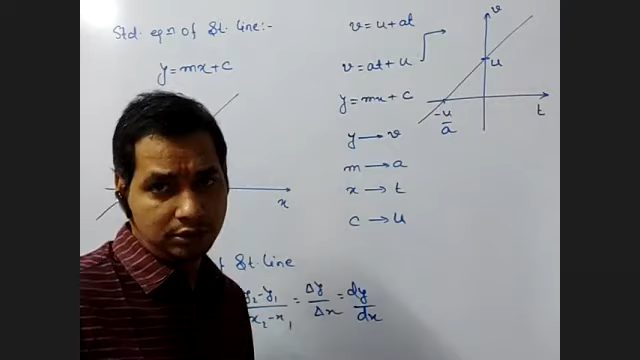 Std. eqn of St. line:-
y = mx + c
x
f St. line
y₂-y₁/x₂-x₁ = Δy/Δx = dy/dx
v = u + at
v = at + u
y = mx + c
y → v
m → a
x → t
c → u
v
u
t
-u/a